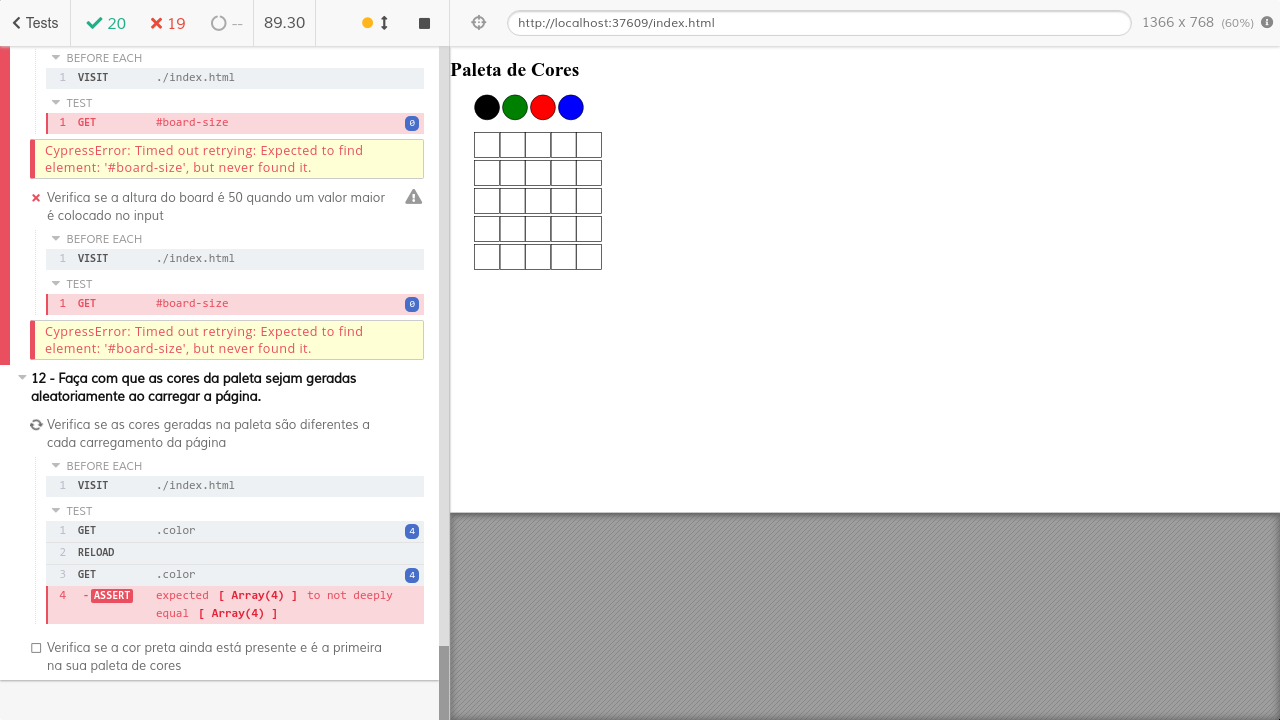 Tests
20
19
--
89.30
http://localhost:37609/index.html
1366 x 768 (60%)
BEFORE EACH
1 VISIT ./index.html
TEST
1 GET #board-size 0
CypressError: Timed out retrying: Expected to find
element: '#board-size', but never found it.
Verifica se a altura do board é 50 quando um valor maior
é colocado no input
BEFORE EACH
1 VISIT ./index.html
TEST
1 GET #board-size 0
CypressError: Timed out retrying: Expected to find
element: '#board-size', but never found it.
12 - Faça com que as cores da paleta sejam geradas
aleatoriamente ao carregar a página.
Verifica se as cores geradas na paleta são diferentes a
cada carregamento da página
BEFORE EACH
1 VISIT ./index.html
TEST
1 GET .color 4
2 RELOAD
3 GET .color 4
4 -ASSERT expected [ Array(4) ] to not deeply
equal [ Array(4) ]
Verifica se a cor preta ainda está presente e é a primeira
na sua paleta de cores
Paleta de Cores